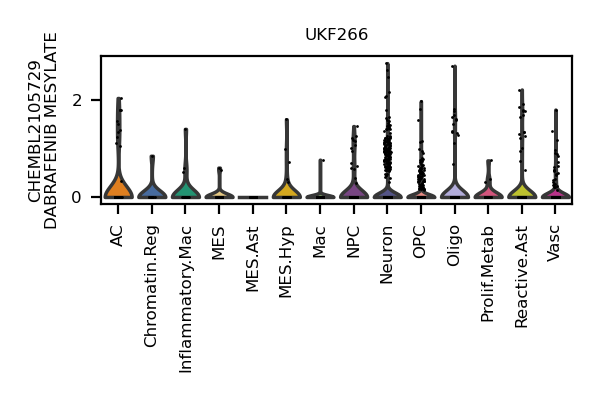 UKF266
CHEMBL2105729
DABRAFENIB MESYLATE
2
0
AC
Chromatin.Reg
Inflammatory.Mac
MES
MES.Ast
MES.Hyp
Mac
NPC
Neuron
OPC
Oligo
Prolif.Metab
Reactive.Ast
Vasc